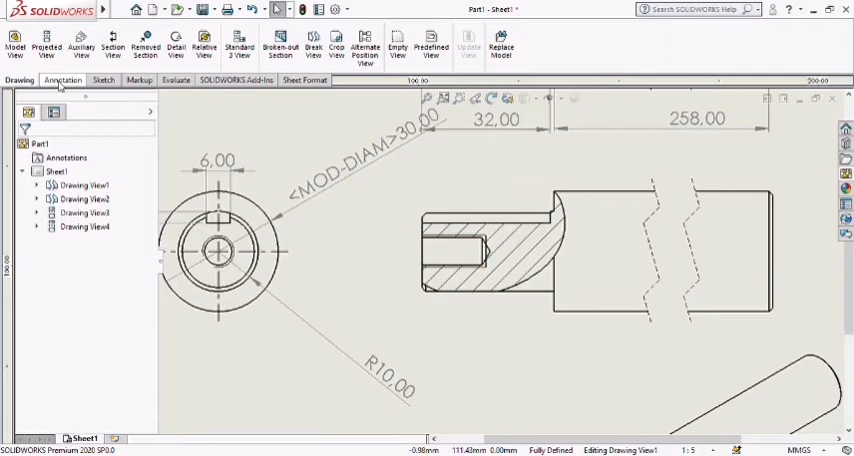 SOLIDWORKS
Part1 - Sheet1 *
Search SOLIDWORKS Help
Model View
Projected View
Auxiliary View
Section View
Removed Section
Detail View
Relative View
Standard 3 View
Broken-out Section
Break View
Crop View
Alternate Position View
Empty View
Predefined View
Update View
Replace Model
Drawing
Annotation
Sketch
Markup
Evaluate
SOLIDWORKS Add-Ins
Sheet Format
100.00
200.00
Part1
Annotations
Sheet1
Drawing View1
Drawing View2
Drawing View3
Drawing View4
6,00
<MOD-DIAM>30,00
32,00
258,00
R10,00
100.00
Sheet1
SOLIDWORKS Premium 2020 SP0.0
-0.98mm
111.43mm
0.00mm
Fully Defined
Editing Drawing View1
1 : 5
MMGS